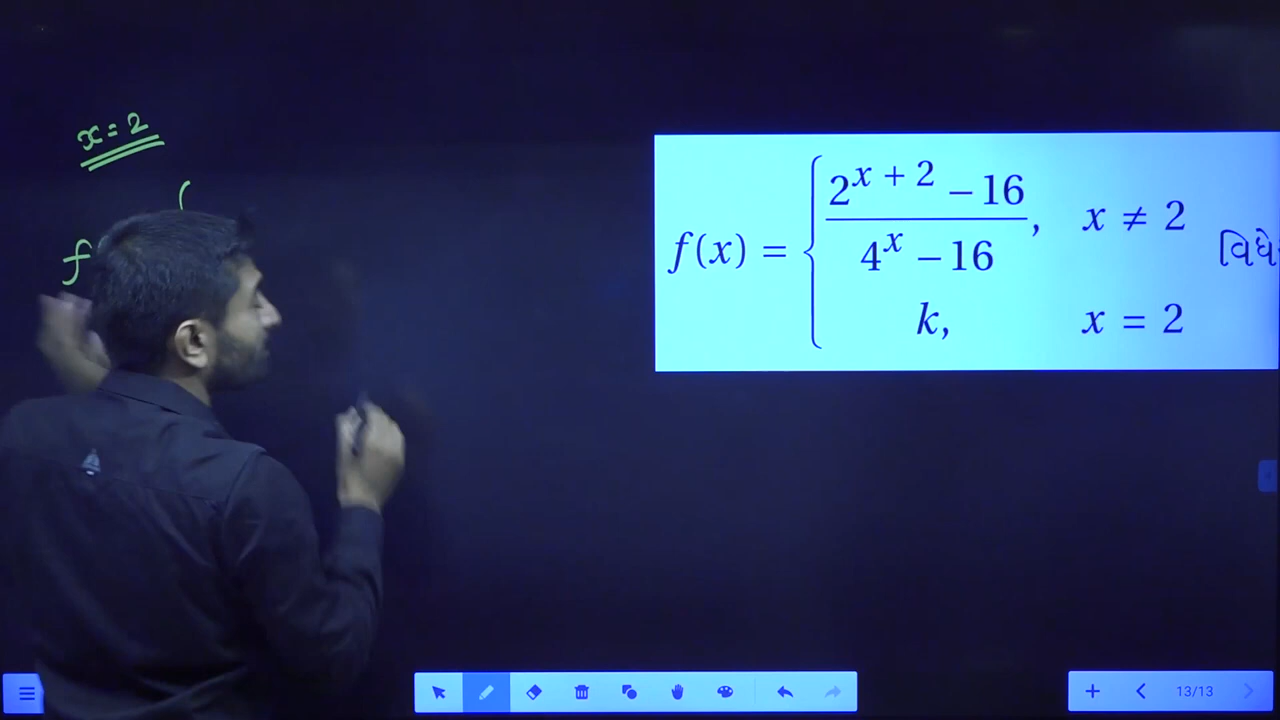 x = 2
f
f(x) = { (2^(x + 2) − 16) / (4^x − 16), x ≠ 2
k, x = 2
13/13